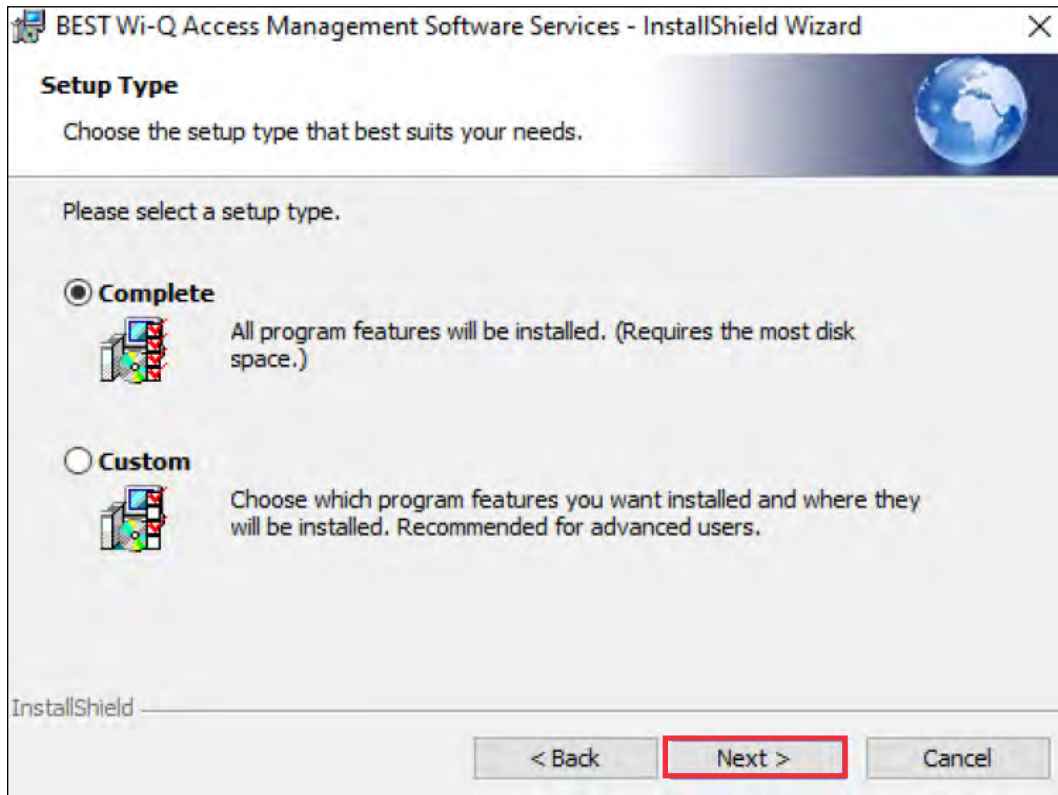 BEST Wi-Q Access Management Software Services - InstallShield Wizard
Setup Type
Choose the setup type that best suits your needs.
Please select a setup type.
Complete
All program features will be installed. (Requires the most disk
space.)
Custom
Choose which program features you want installed and where they
will be installed. Recommended for advanced users.
InstallShield
< Back
Next >
Cancel